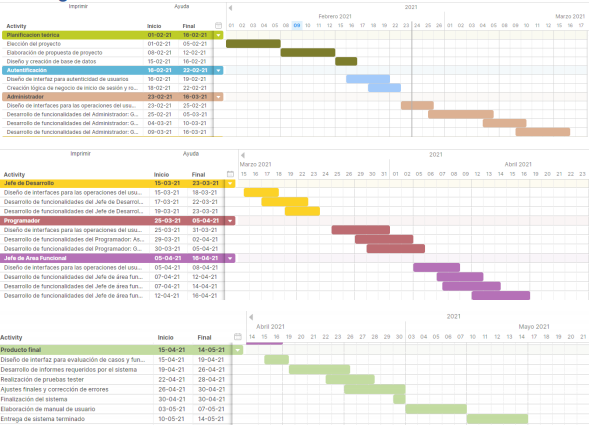 Imprimir Ayuda 2021
Febrero 2021 Marzo 2021
Activity Inicio Final 01 02 03 04 05 08 09 10 11 12 15 16 17 18 19 22 23 24 25 26 01 02 03 04 05 08 09 10 11 12 15 16 17
Planificacion teórica 01-02-21 16-02-21
Elección del proyecto 01-02-21 05-02-21
Elaboración de propuesta de proyecto 08-02-21 12-02-21
Diseño y creación de base de datos 15-02-21 16-02-21
Autentificación 16-02-21 22-02-21
Diseño de interfaz para autenticidad de usuarios 16-02-21 19-02-21
Creación lógica de negocio de inicio de sesión y ro... 18-02-21 22-02-21
Administrador 23-02-21 16-03-21
Diseño de interfaces para las operaciones del usu... 23-02-21 25-02-21
Desarrollo de funcionalidades del Administrador: G... 25-02-21 05-03-21
Desarrollo de funcionalidades del Administrador: G... 04-03-21 10-03-21
Desarrollo de funcionalidades del Administrador: G... 09-03-21 16-03-21
Imprimir Ayuda 2021
Marzo 2021 Abril 2021
Activity Inicio Final 15 16 17 18 19 22 23 24 25 26 29 30 31 01 02 05 06 07 08 09 12 13 14 15 16 19 20 21 22 23
Jefe de Desarrollo 15-03-21 23-03-21
Diseño de interfaces para las operaciones del usu... 15-03-21 18-03-21
Desarrollo de funcionalidades del Jefe de Desarrol... 17-03-21 22-03-21
Desarrollo de funcionalidades del Jefe de Desarrol... 19-03-21 23-03-21
Programador 25-03-21 05-04-21
Diseño de interfaces para las operaciones del usu... 25-03-21 31-03-21
Desarrollo de funcionalidades del Programador: As... 29-03-21 02-04-21
Desarrollo de funcionalidades del Programador: G... 30-03-21 05-04-21
Jefe de Área Funcional 05-04-21 16-04-21
Diseño de interfaces para las operaciones del usu... 05-04-21 08-04-21
Desarrollo de funcionalidades del Jefe de área fun... 07-04-21 12-04-21
Desarrollo de funcionalidades del Jefe de área fun... 07-04-21 14-04-21
Desarrollo de funcionalidades del Jefe de área fun... 12-04-21 16-04-21
2021
Abril 2021 Mayo 2021
Activity Inicio Final 14 15 16 19 20 21 22 23 26 27 28 29 30 03 04 05 06 07 10 11 12 13 14 17 18 19 20 21
Producto final 15-04-21 14-05-21
Diseño de interfaz para evaluación de casos y fun... 15-04-21 19-04-21
Desarrollo de informes requeridos por el sistema 19-04-21 26-04-21
Realización de pruebas tester 22-04-21 28-04-21
Ajustes finales y corrección de errores 26-04-21 30-04-21
Finalización del sistema 30-04-21 30-04-21
Elaboración de manual de usuario 03-05-21 07-05-21
Entrega de sistema terminado 10-05-21 14-05-21